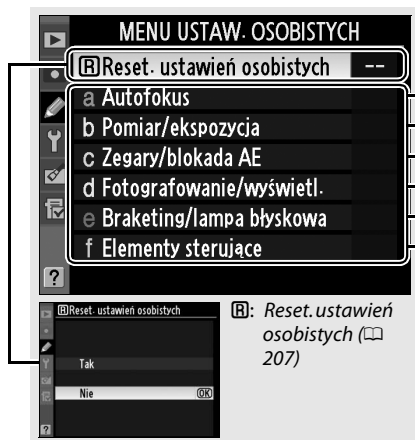 MENU USTAW. OSOBISTYCH
R Reset. ustawień osobistych --
a Autofokus
b Pomiar/ekspozycja
c Zegary/blokada AE
d Fotografowanie/wyświetl.
e Braketing/lampa błyskowa
f Elementy sterujące
?
R Reset. ustawień osobistych
Tak
Nie OK
?
R: Reset. ustawień
osobistych (
207)